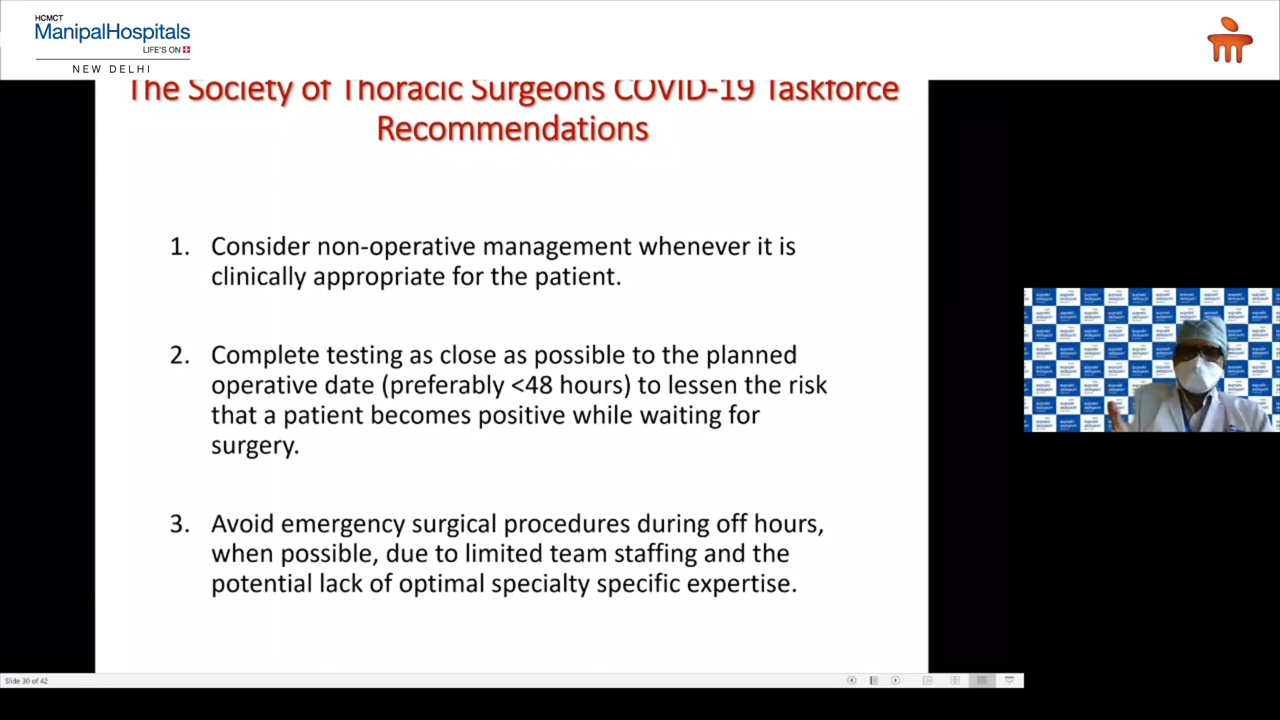 HCMCT
ManipalHospitals
LIFE'S ON
NEW DELHI
The Society of Thoracic Surgeons COVID-19 Taskforce
Recommendations
1. Consider non-operative management whenever it is
clinically appropriate for the patient.
2. Complete testing as close as possible to the planned
operative date (preferably <48 hours) to lessen the risk
that a patient becomes positive while waiting for
surgery.
3. Avoid emergency surgical procedures during off hours,
when possible, due to limited team staffing and the
potential lack of optimal specialty specific expertise.
Slide 30 of 42